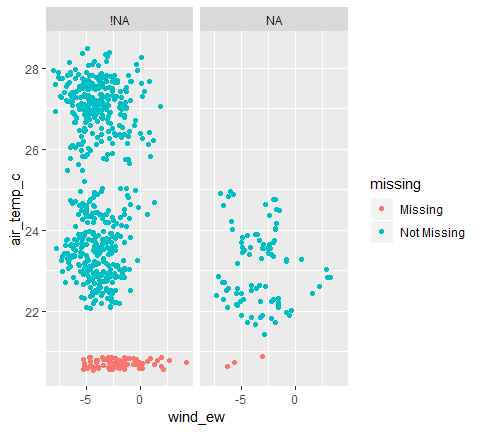 !NA NA
28
26
24
22
air_temp_c
-5 0 -5 0
wind_ew
missing
Missing
Not Missing